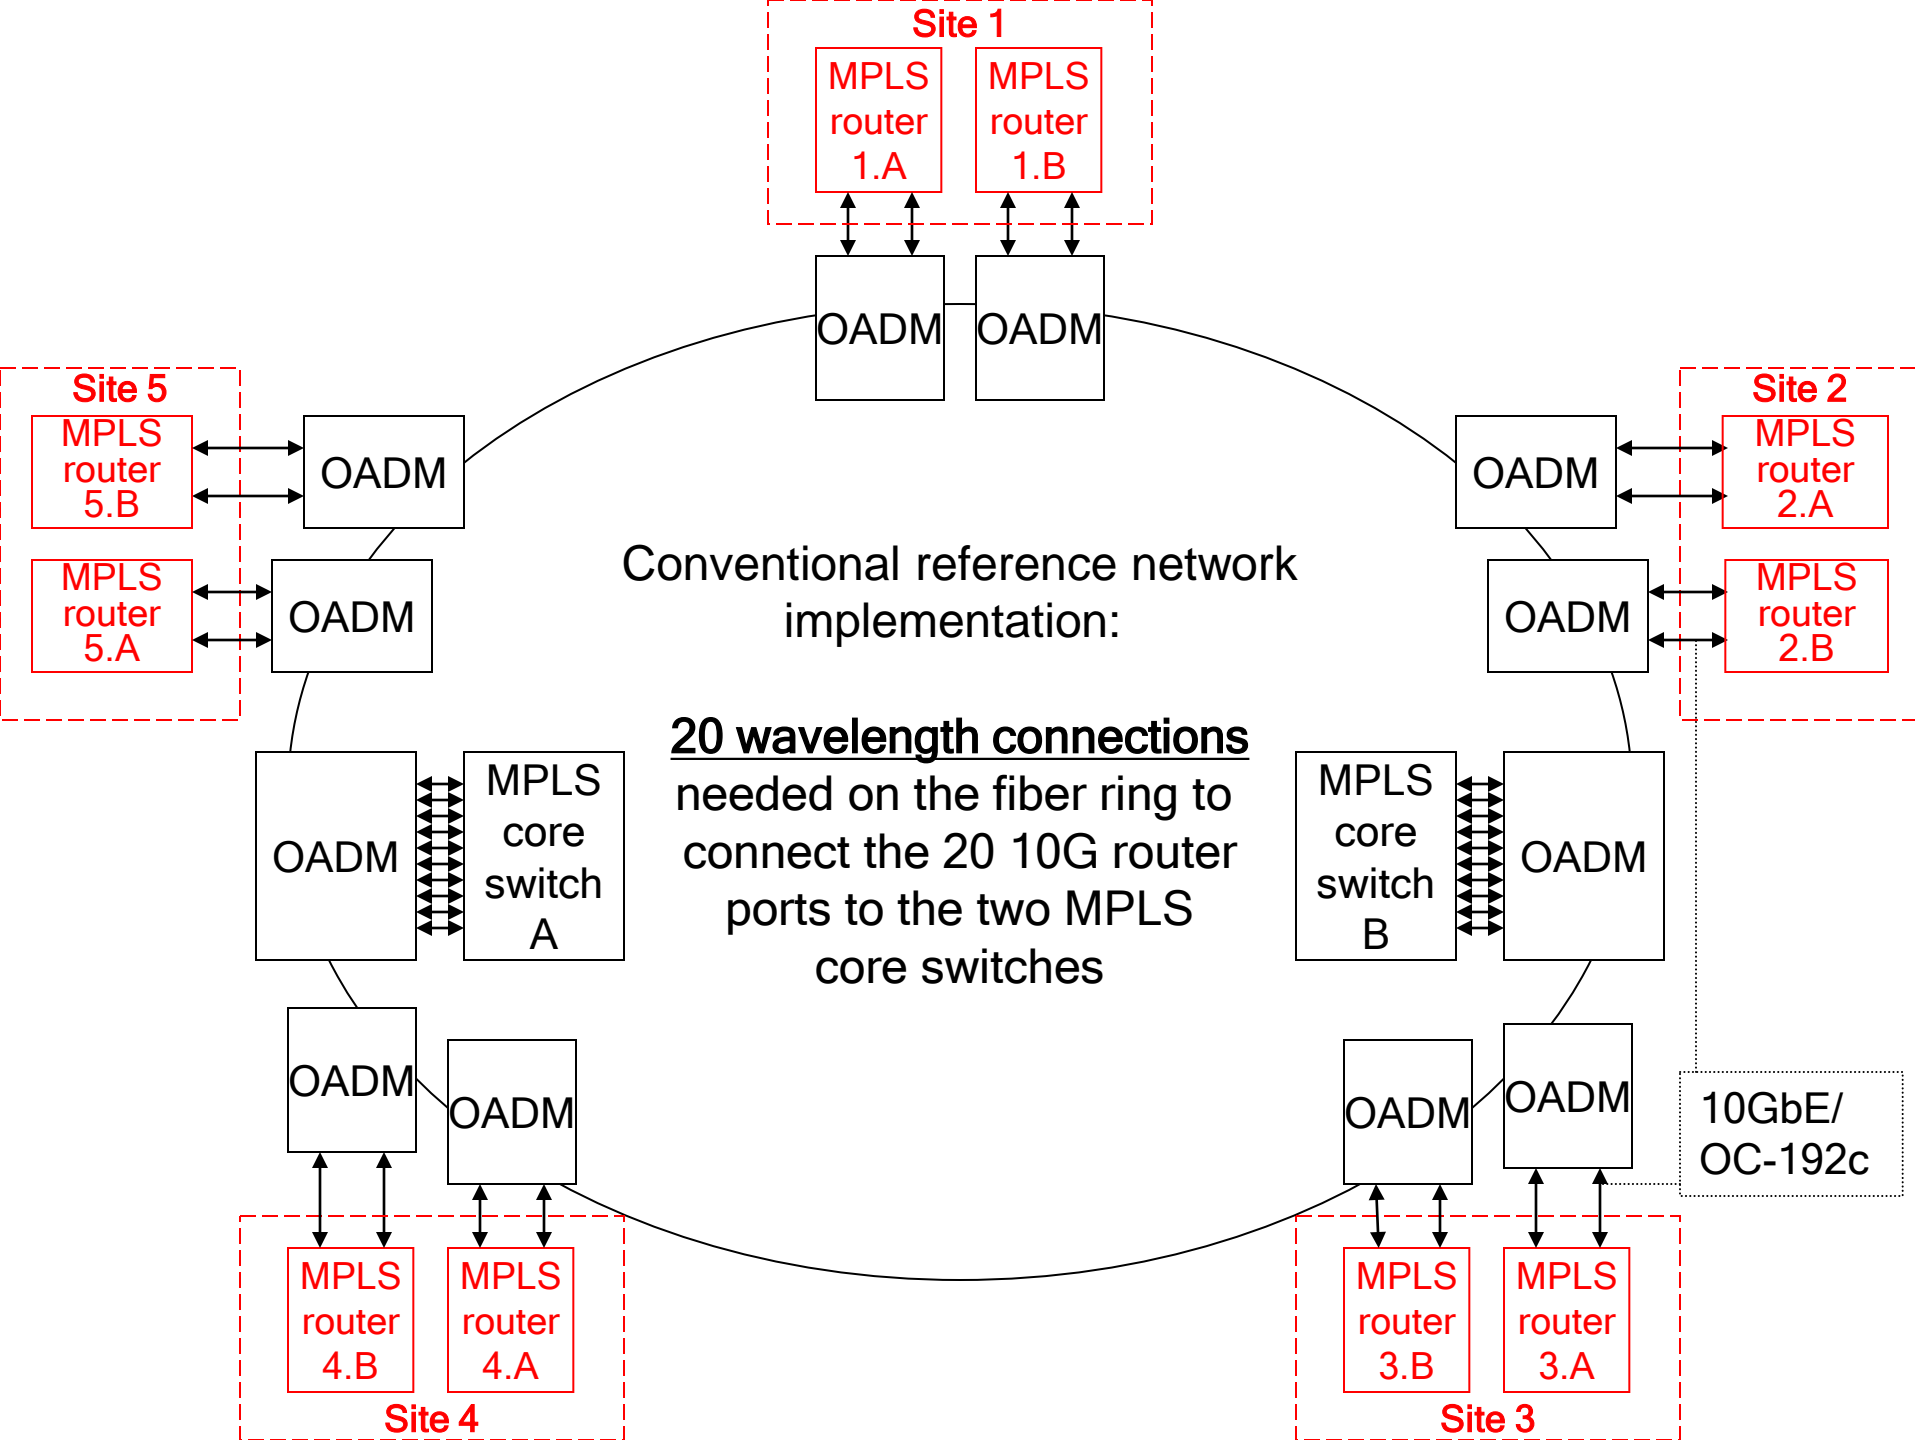 Site 1
MPLS
router
1.A
MPLS
router
1.B
OADM
OADM
Site 5
MPLS
router
5.B
OADM
MPLS
router
5.A
OADM
Site 2
MPLS
router
2.A
OADM
MPLS
router
2.B
OADM
Conventional reference network
implementation:
20 wavelength connections
needed on the fiber ring to
connect the 20 10G router
ports to the two MPLS
core switches
OADM
MPLS
core
switch
A
MPLS
core
switch
B
OADM
OADM
OADM
OADM
OADM
10GbE/
OC-192c
MPLS
router
4.B
MPLS
router
4.A
Site 4
MPLS
router
3.B
MPLS
router
3.A
Site 3